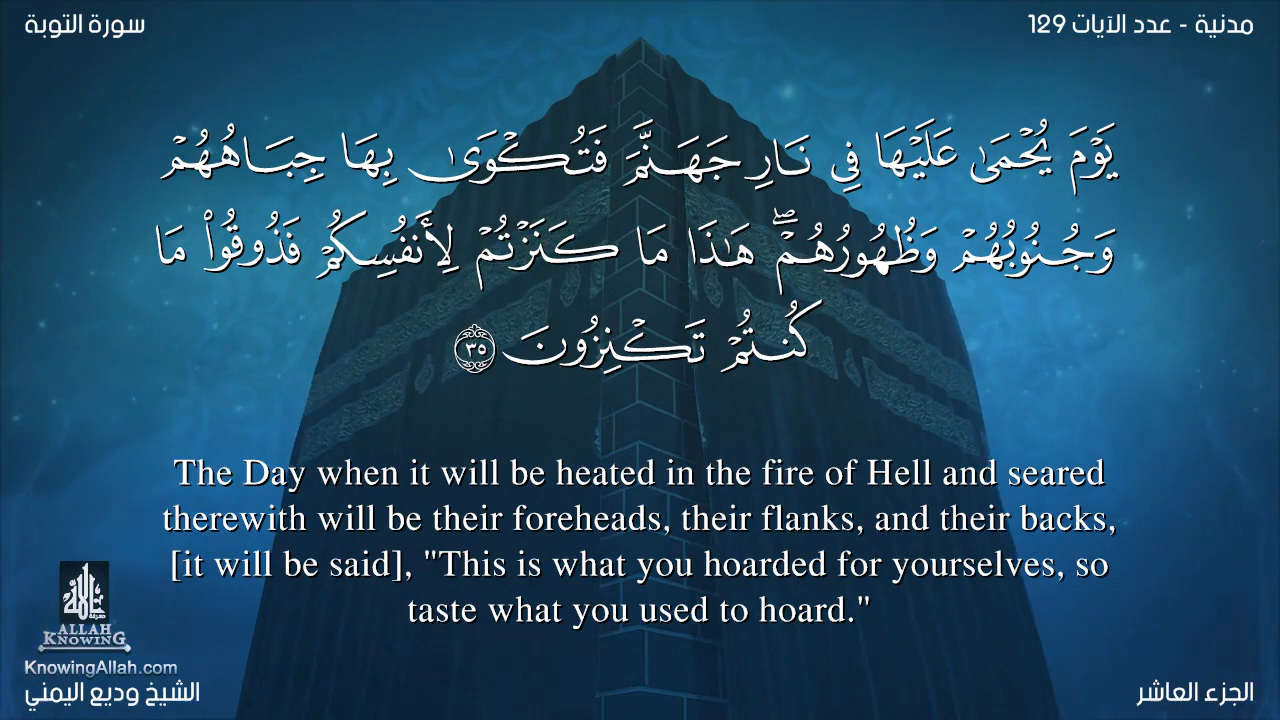 سورة التوبة
مدنية - عدد الآيات 129
يَوْمَ يُحْمَىٰ عَلَيْهَا فِي نَارِ جَهَنَّمَ فَتُكْوَىٰ بِهَا جِبَاهُهُمْ
وَجُنُوبُهُمْ وَظُهُورُهُمْ ۖ هَٰذَا مَا كَنَزْتُمْ لِأَنفُسِكُمْ فَذُوقُوا۟ مَا
كُنتُمْ تَكْنِزُونَ ٣٥
The Day when it will be heated in the fire of Hell and seared
therewith will be their foreheads, their flanks, and their backs,
[it will be said], "This is what you hoarded for yourselves, so
taste what you used to hoard."
معرفة الله
ALLAH
KNOWING
KnowingAllah.com
الشيخ وديع اليمني
الجزء العاشر